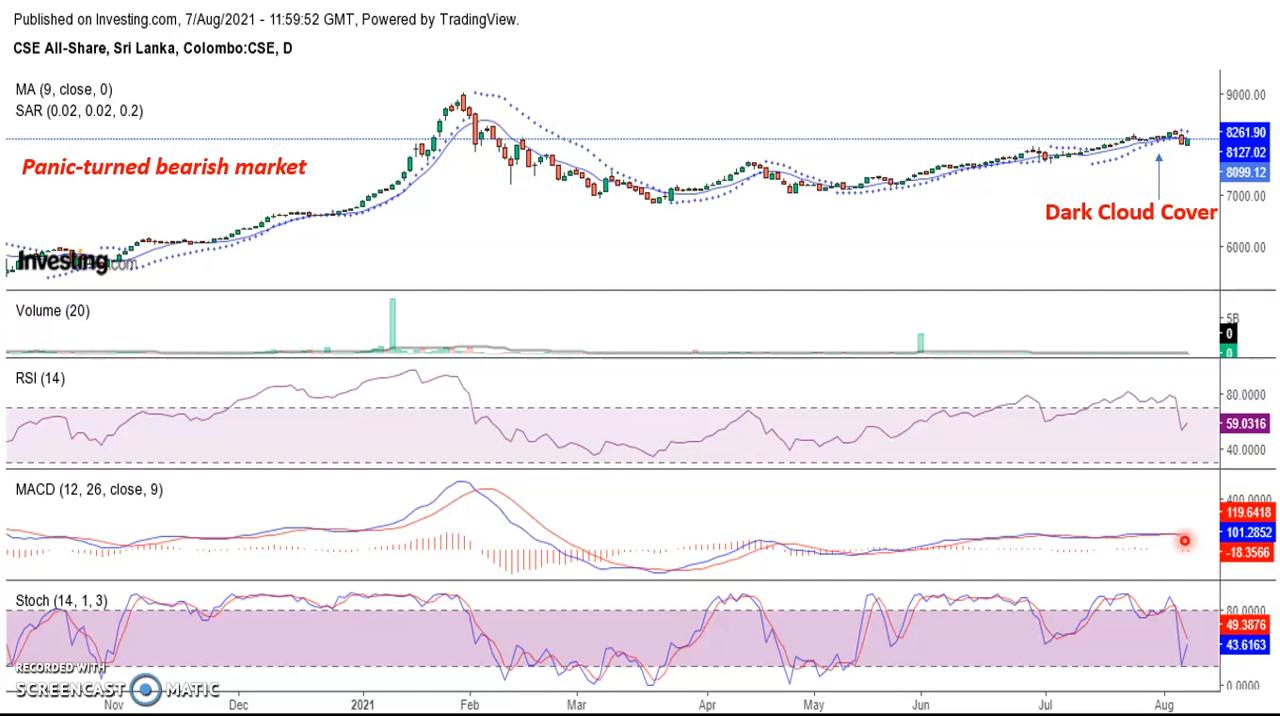 Published on Investing.com, 7/Aug/2021 - 11:59:52 GMT, Powered by TradingView.
CSE All-Share, Sri Lanka, Colombo:CSE, D
MA (9, close, 0)
SAR (0.02, 0.02, 0.2)
Panic-turned bearish market
9000.00
8261.90
8127.02
8099.12
7000.00
6000.00
Dark Cloud Cover
Investing.com
Volume (20)
5B
0
0
RSI (14)
80.0000
59.0316
40.0000
MACD (12, 26, close, 9)
400.0000
119.6418
101.2852
-18.3566
Stoch (14, 1, 3)
80.0000
49.3876
43.6163
0.0000
RECORDED WITH
SCREENCAST MATIC
Nov Dec 2021 Feb Mar Apr May Jun Jul Aug